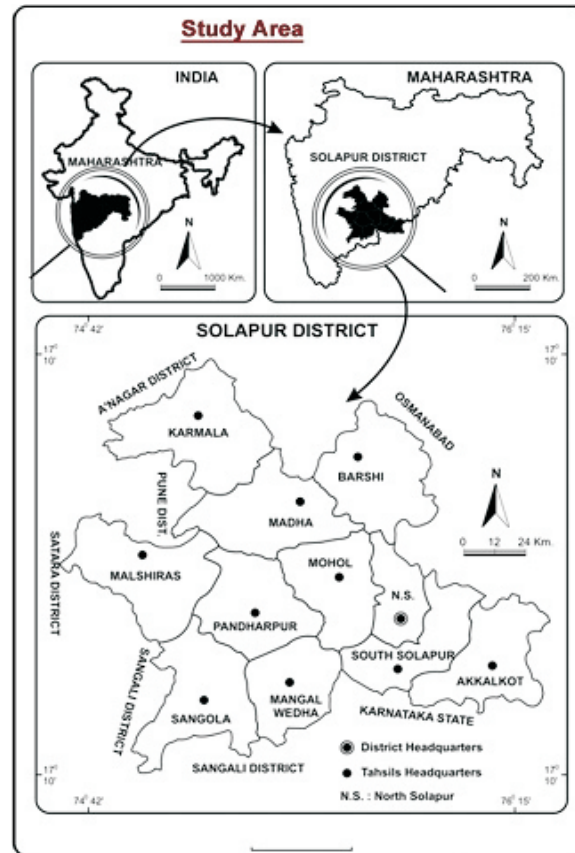 Study Area
INDIA
MAHARASHTRA
N
0 1000 Km.
MAHARASHTRA
SOLAPUR DISTRICT
N
0 200 Km.
SOLAPUR DISTRICT
74° 42'
76° 15'
17°
10'
17°
10'
A'NAGAR DISTRICT
OSMANABAD
KARMALA
BARSHI
PUNE DIST.
MADHA
N
0 12 24 Km.
SATARA DISTRICT
MALSHIRAS
MOHOL
N.S.
PANDHARPUR
SOUTH SOLAPUR
AKKALKOT
SANGALI DISTRICT
SANGOLA
MANGAL
WEDHA
KARNATAKA STATE
SANGALI DISTRICT
District Headquarters
Tahsils Headquarters
N.S. : North Solapur
17°
10'
17°
10'
74° 42'
76° 15'